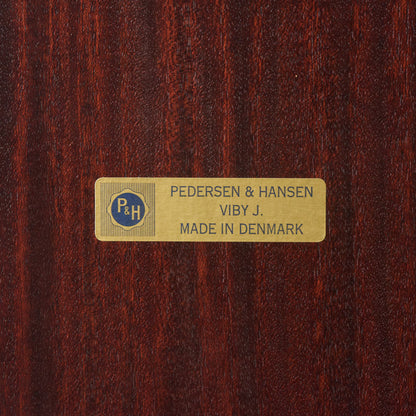 P&H
PEDERSEN & HANSEN
VIBY J.
MADE IN DENMARK